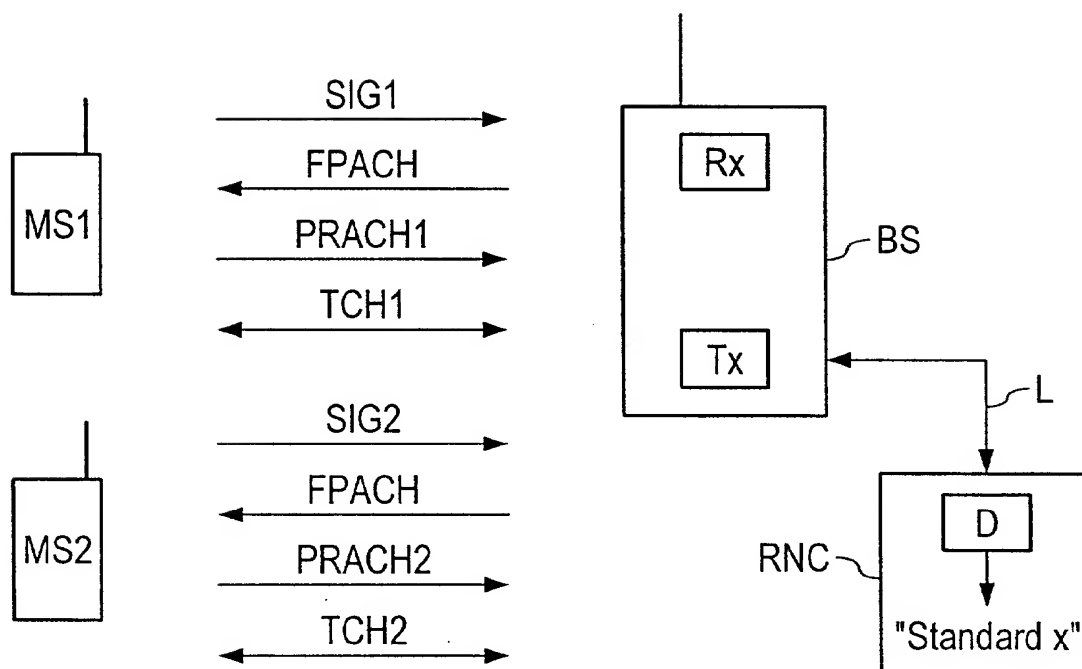 MS1
SIG1
FPACH
PRACH1
TCH1
Rx
Tx
BS
L
MS2
SIG2
FPACH
PRACH2
TCH2
RNC
D
"Standard x"